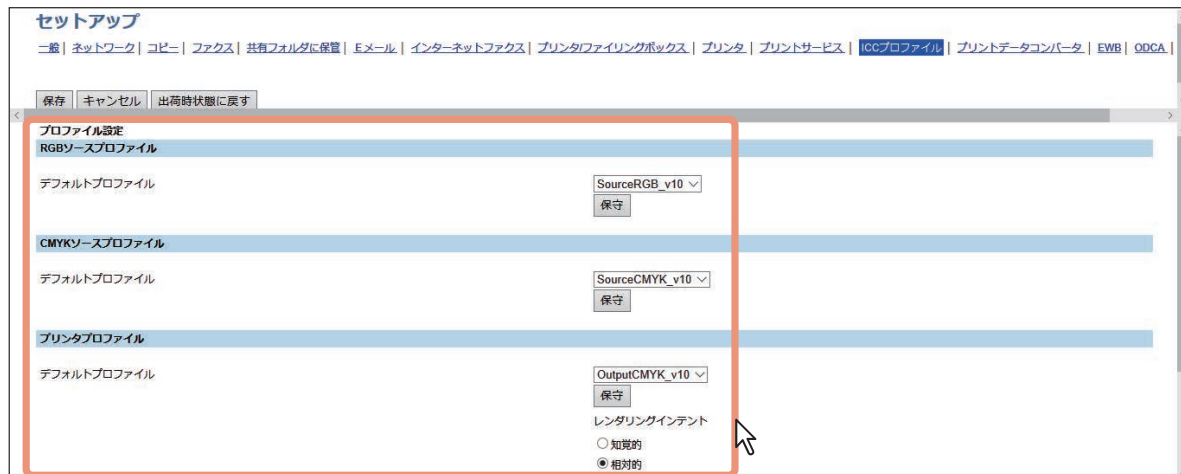 セットアップ
一般 | ネットワーク | コピー | ファクス | 共有フォルダに保管 | Eメール | インターネットファクス | プリンタ/ファイリングボックス | プリンタ | プリントサービス | ICCプロファイル | プリントデータコンバータ | EWB | ODCA |
保存 キャンセル 出荷時状態に戻す
プロファイル設定
RGBソースプロファイル
デフォルトプロファイル SourceRGB_v10
保守
CMYKソースプロファイル
デフォルトプロファイル SourceCMYK_v10
保守
プリンタプロファイル
デフォルトプロファイル OutputCMYK_v10
保守
レンダリングインテント
知覚的
相対的